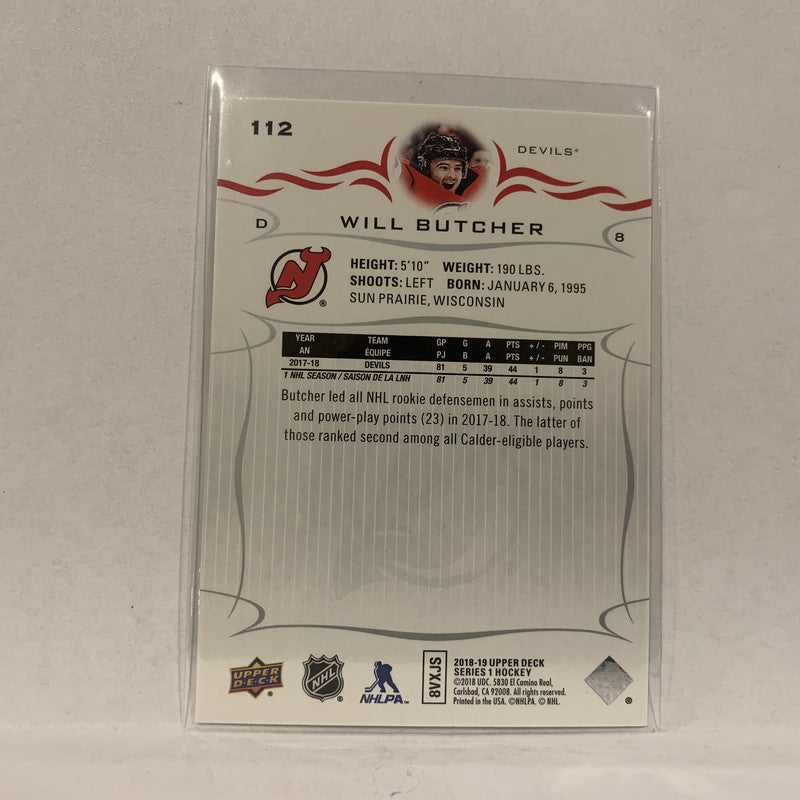 112
DEVILS®
D
WILL BUTCHER
8
HEIGHT: 5'10" WEIGHT: 190 LBS.
SHOOTS: LEFT BORN: JANUARY 6, 1995
SUN PRAIRIE, WISCONSIN
®
YEAR TEAM GP G A PTS +/- PIM PPG
AN ÉQUIPE PJ B A PTS +/- PUN BAN
2017-18 DEVILS 81 5 39 44 1 8 3
1 NHL SEASON / SAISON DE LA LNH 81 5 39 44 1 8 3
Butcher led all NHL rookie defensemen in assists, points
and power-play points (23) in 2017-18. The latter of
those ranked second among all Calder-eligible players.
UPPER
D·E·C·K
NHL
NHLPA
8VXJS
2018-19 UPPER DECK
SERIES 1 HOCKEY
©2018 UDC. 5830 El Camino Real,
Carlsbad, CA 92008. All rights reserved.
Printed in the USA. ©NHLPA. © NHL.